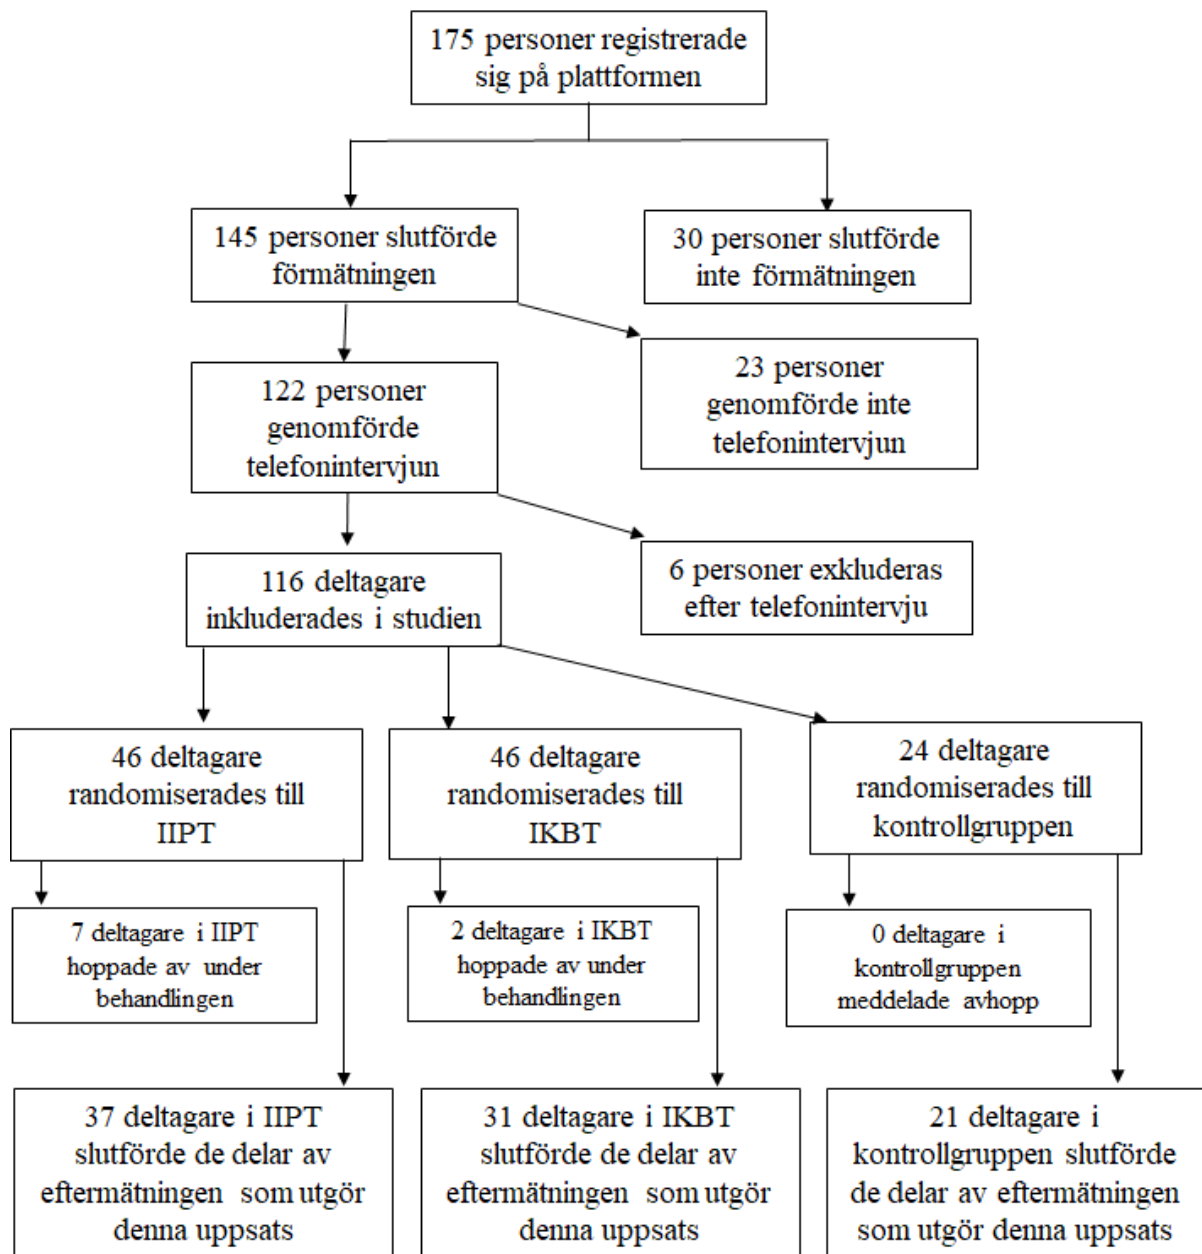 175 personer registrerade
sig på plattformen
145 personer slutförde
förmätningen
30 personer slutförde
inte förmätningen
122 personer
genomförde
telefonintervjun
23 personer
genomförde inte
telefonintervjun
116 deltagare
inkluderades i studien
6 personer exkluderas
efter telefonintervju
46 deltagare
randomiserades till
IIPT
46 deltagare
randomiserades till
IKBT
24 deltagare
randomiserades till
kontrollgruppen
7 deltagare i IIPT
hoppade av under
behandlingen
2 deltagare i IKBT
hoppade av under
behandlingen
0 deltagare i
kontrollgruppen
meddelade avhopp
37 deltagare i IIPT
slutförde de delar av
eftermätningen som utgör
denna uppsats
31 deltagare i IKBT
slutförde de delar av
eftermätningen som utgör
denna uppsats
21 deltagare i
kontrollgruppen slutförde
de delar av eftermätningen
som utgör denna uppsats